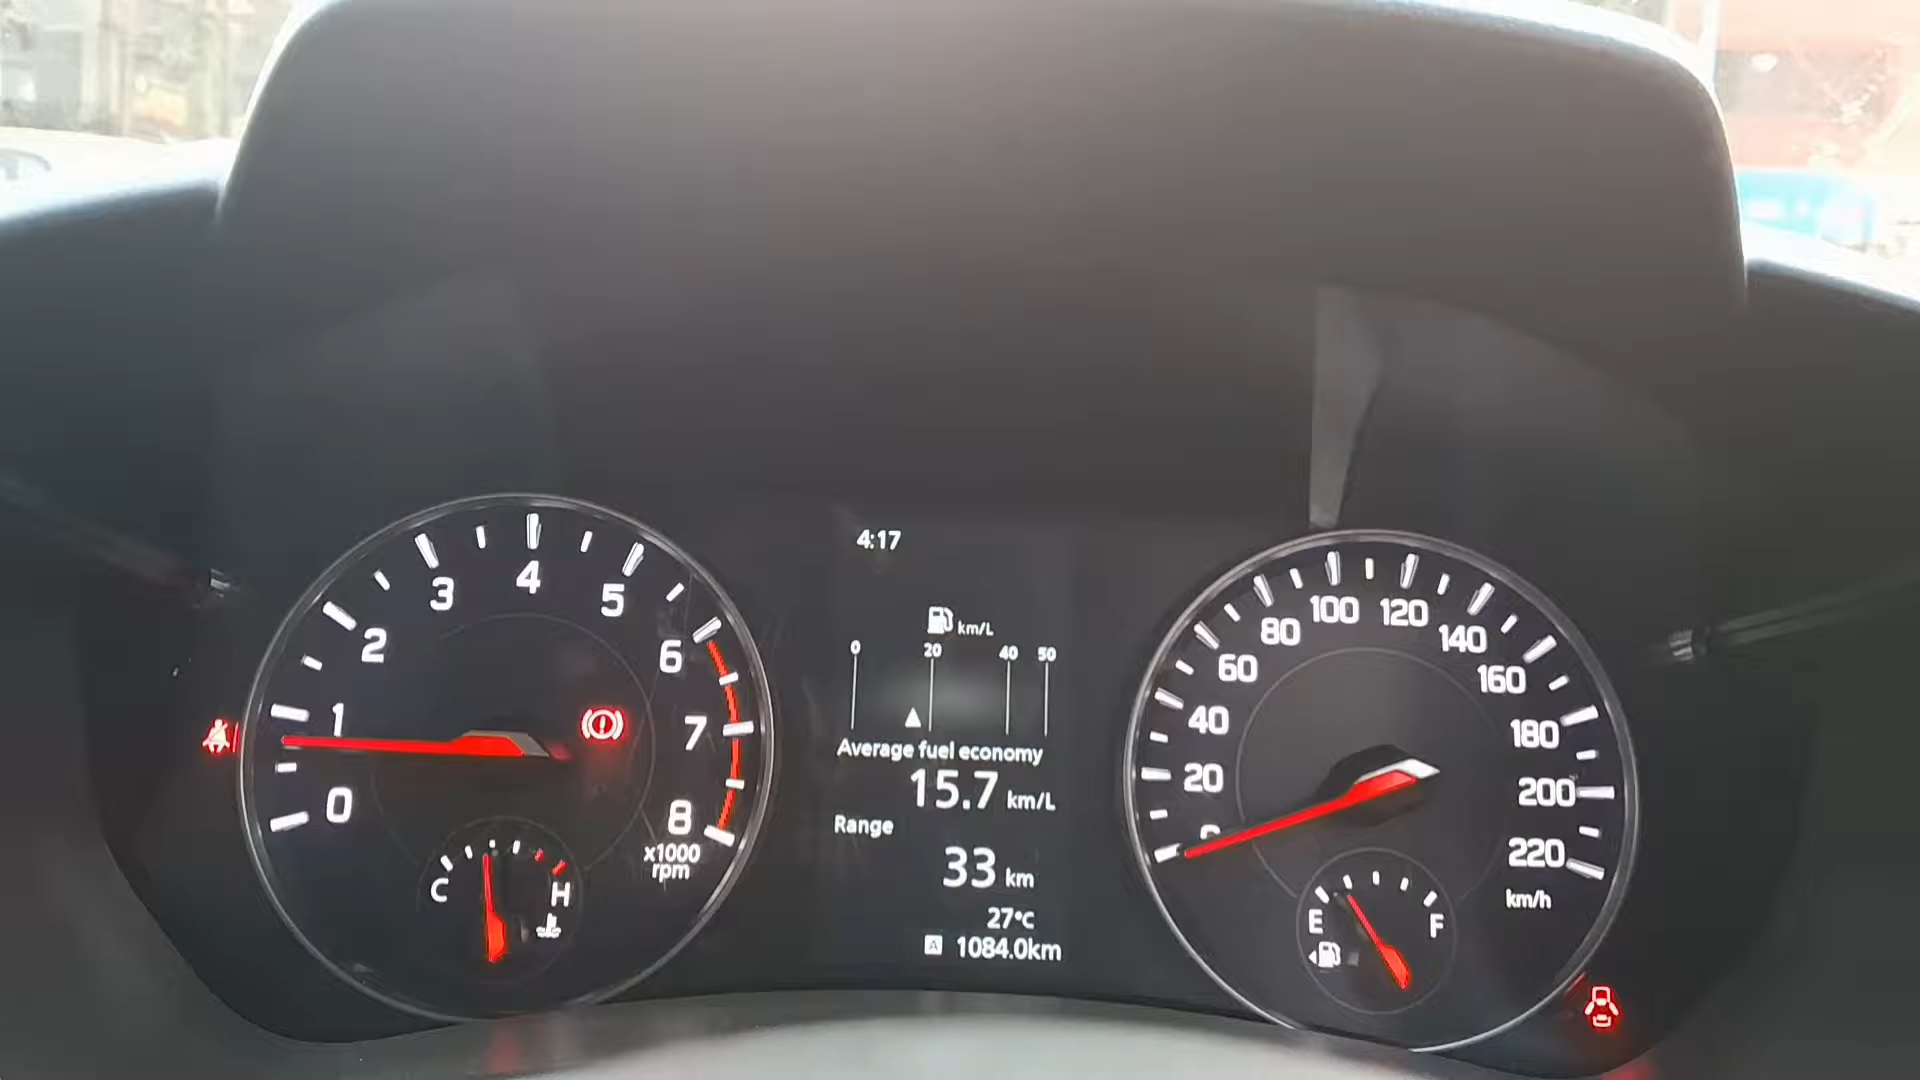 4:17
km/L
0 20 40 50
Average fuel economy
15.7 km/L
Range
33 km
27°C
A 1084.0km
0
1
2
3
4
5
6
7
8
x1000
rpm
C H
0
20
40
60
80
100
120
140
160
180
200
220
km/h
E F